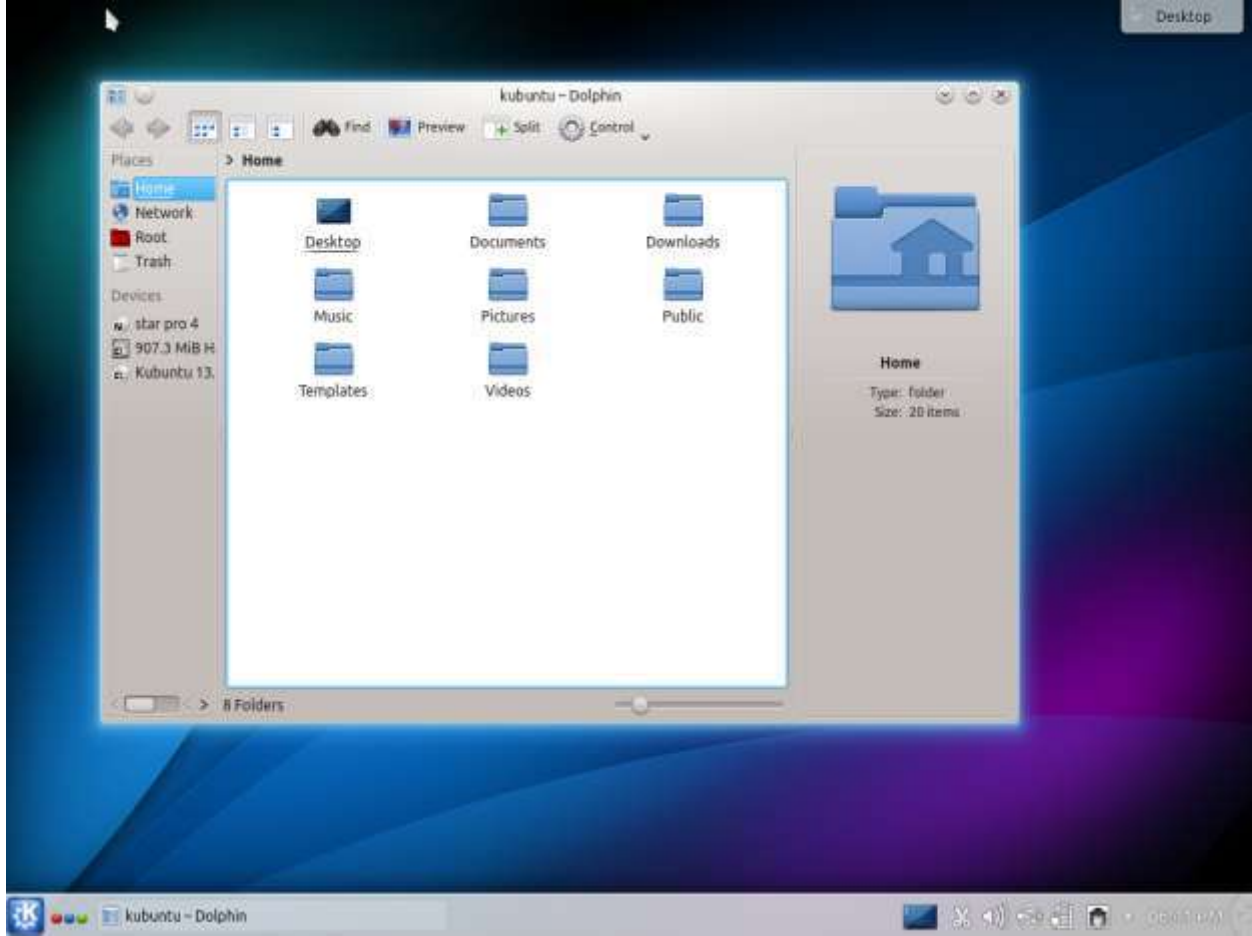 Desktop
kubuntu – Dolphin
Find Preview Split Control
Places
> Home
Home
Network
Root
Trash
Devices
star pro 4
907.3 MiB H
Kubuntu 13.
Desktop Documents Downloads
Music Pictures Public
Templates Videos
Home
Type: folder
Size: 20 items
8 Folders
kubuntu – Dolphin